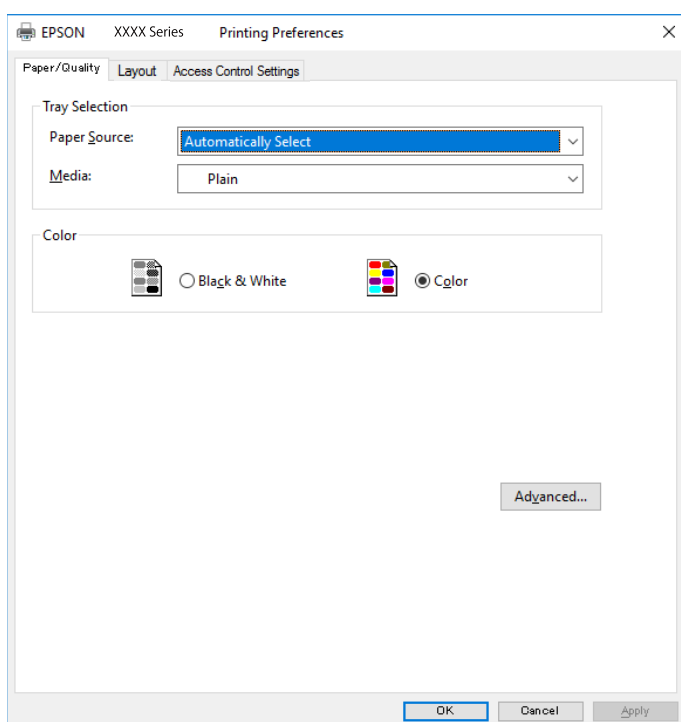 EPSON XXXX Series Printing Preferences
Paper/Quality Layout Access Control Settings
Tray Selection
Paper Source: Automatically Select
Media: Plain
Color
Black & White Color
Advanced...
OK Cancel Apply